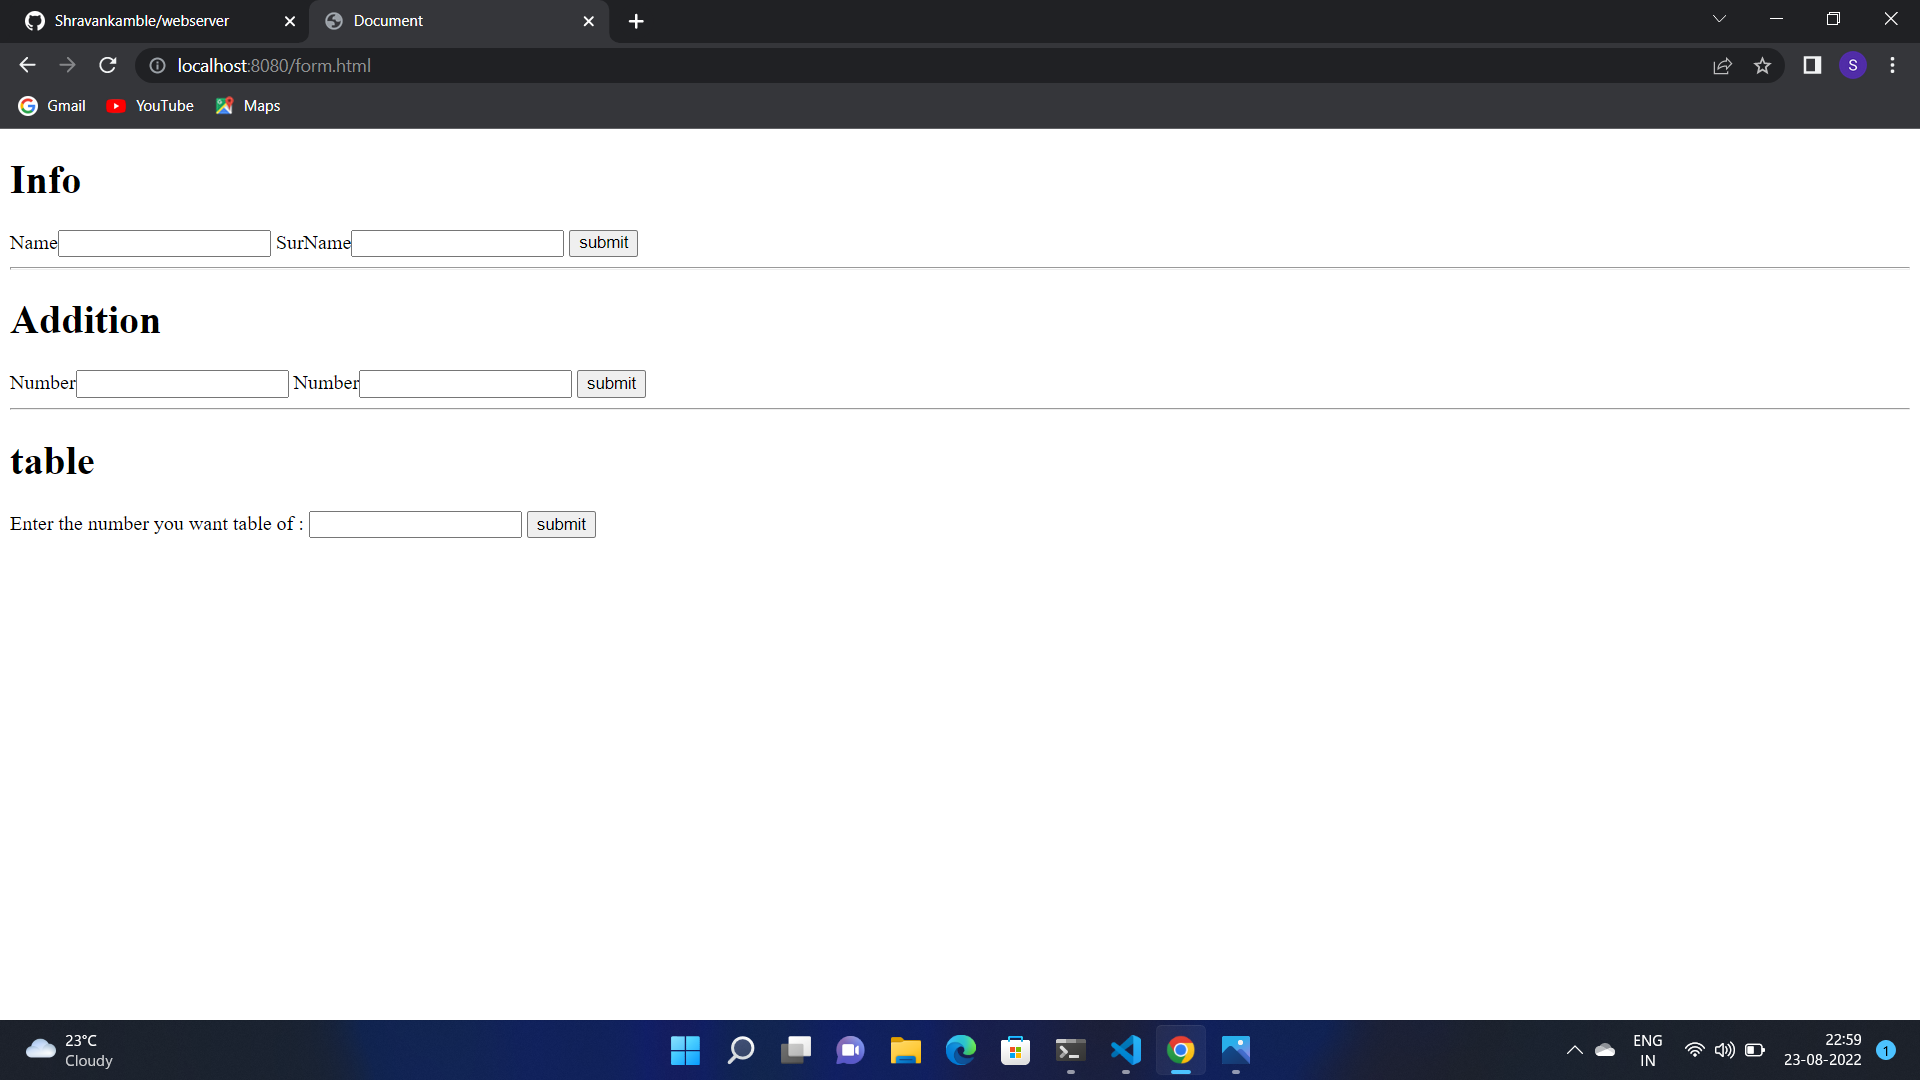 Shravankamble/webserver
Document
localhost:8080/form.html
S
Gmail
YouTube
Maps
Info
Name SurName submit
Addition
Number Number submit
table
Enter the number you want table of : submit
23°C
Cloudy
ENG
IN
22:59
23-08-2022
1